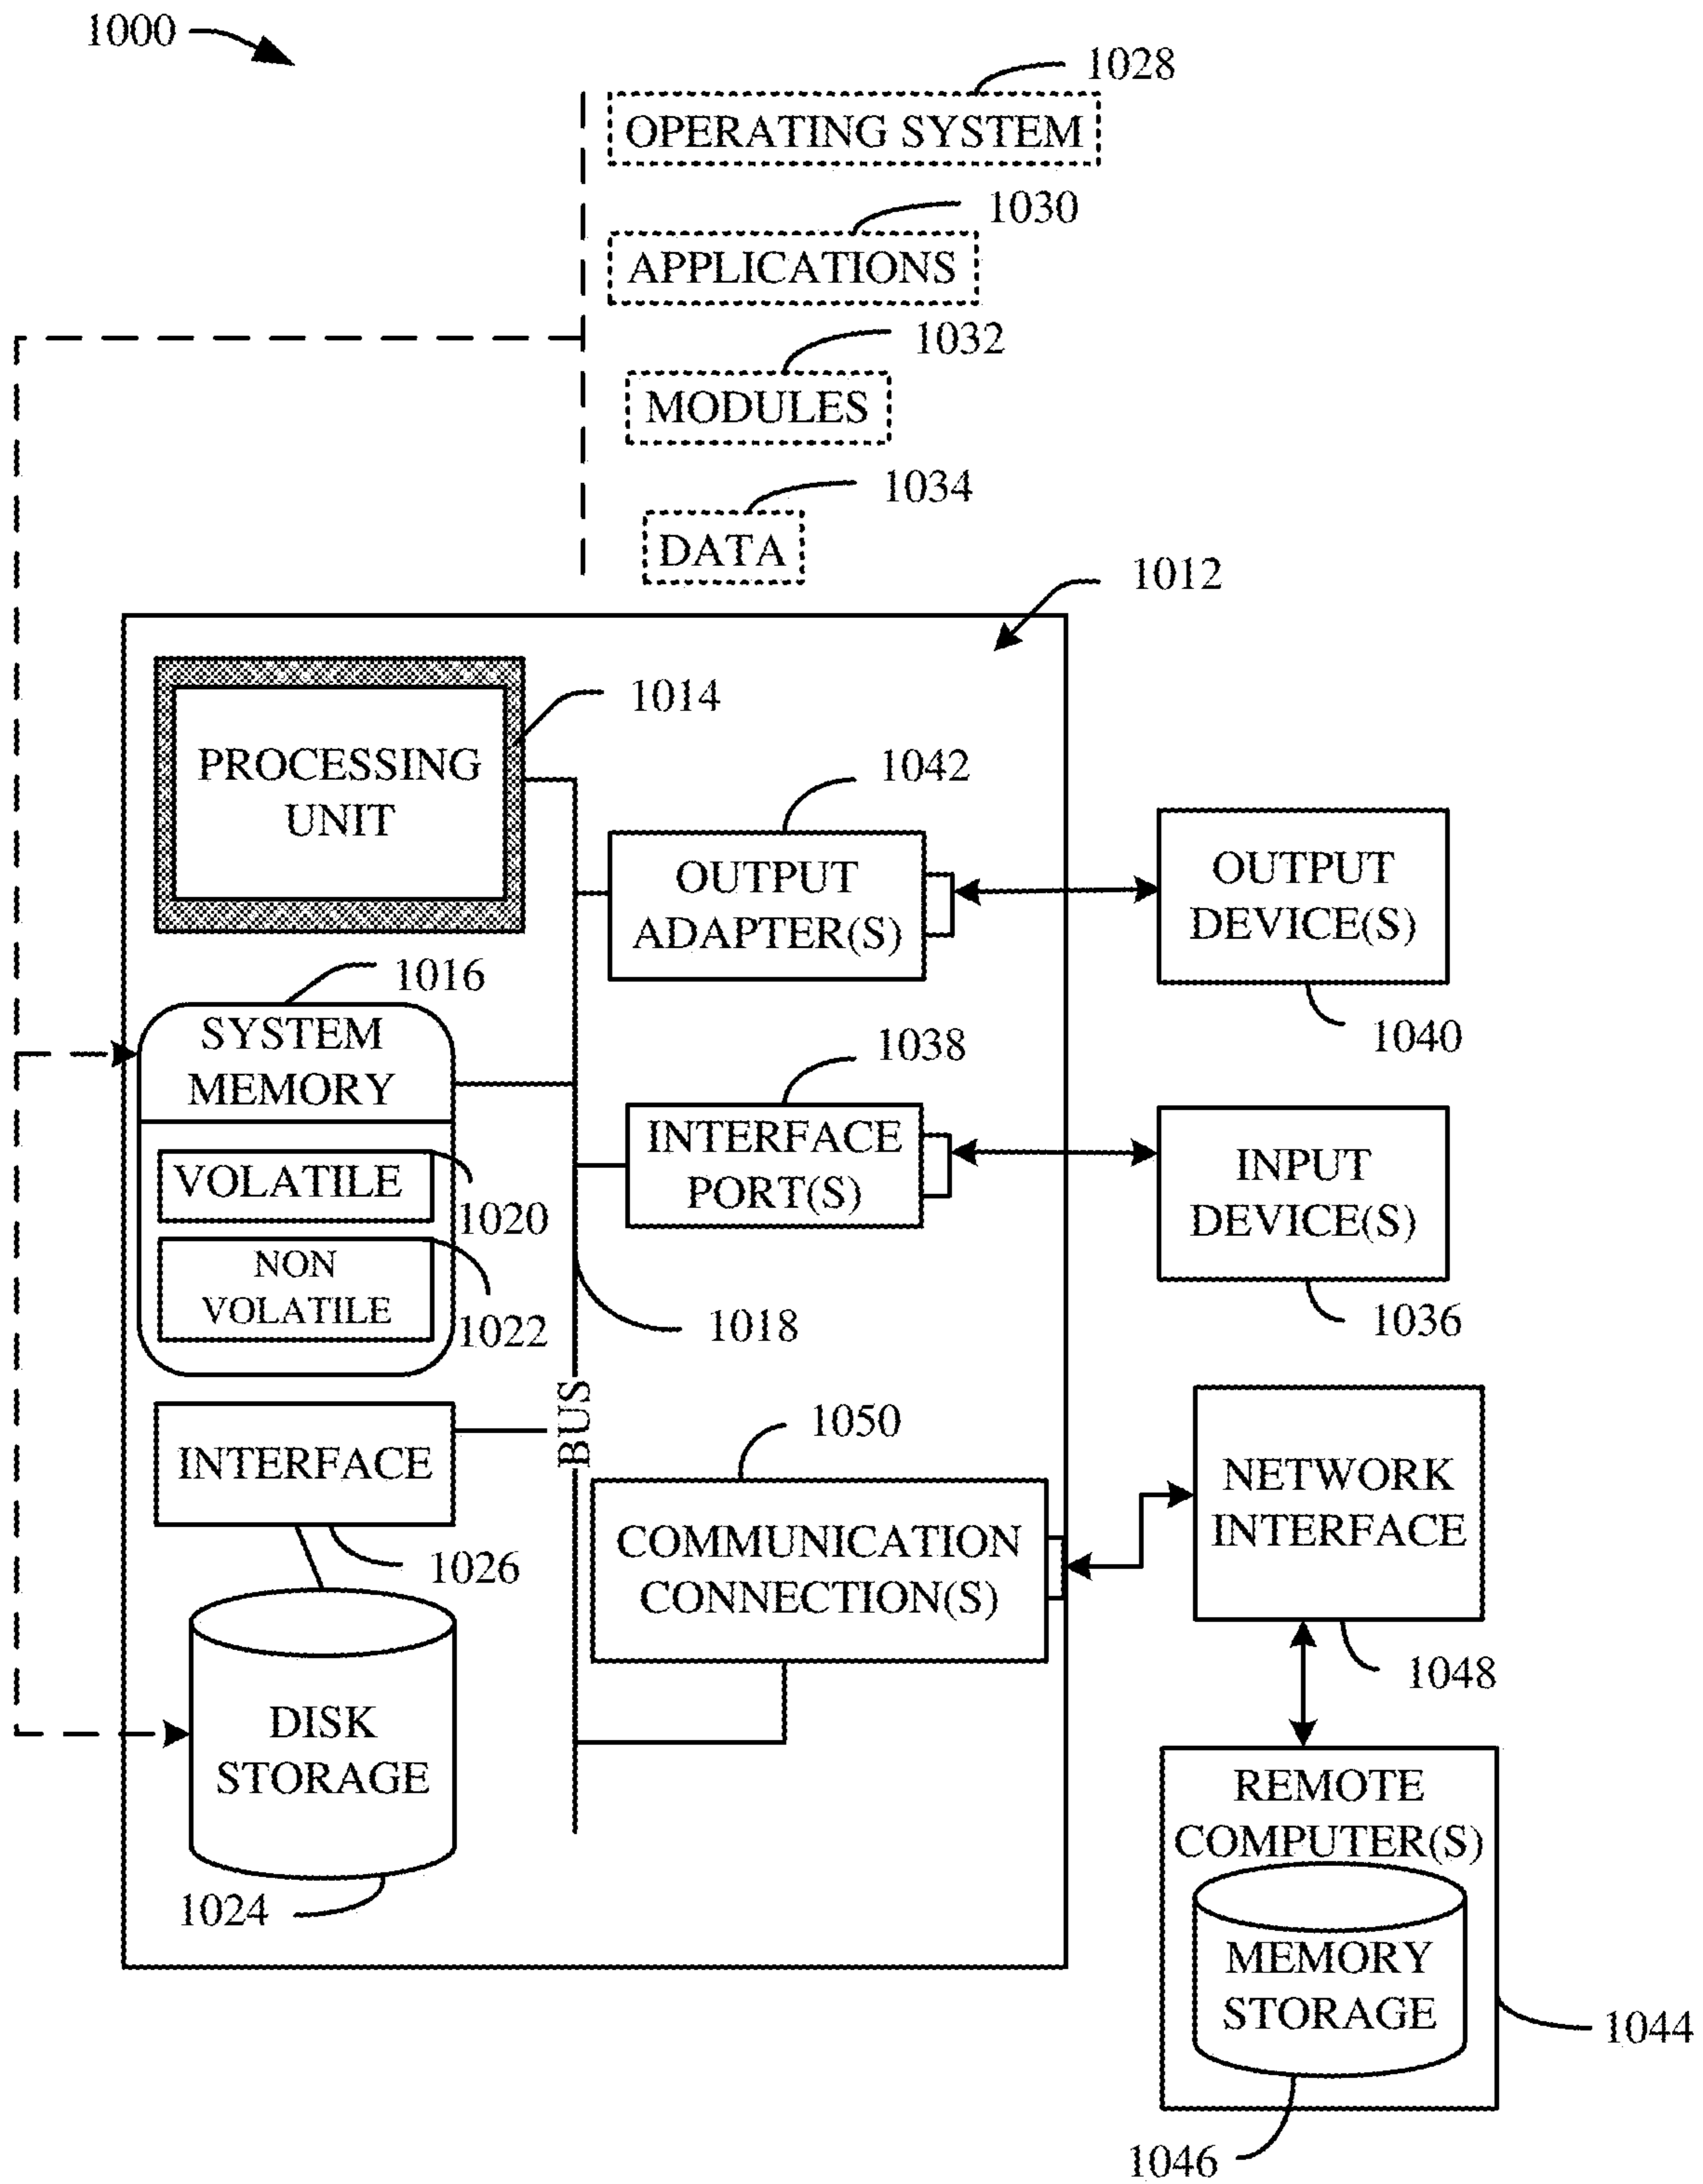 1000
1028
OPERATING SYSTEM
1030
APPLICATIONS
1032
MODULES
1034
DATA
1012
1014
PROCESSING
UNIT
1042
OUTPUT
ADAPTER(S)
OUTPUT
DEVICE(S)
1040
1016
SYSTEM
MEMORY
VOLATILE
1020
NON
VOLATILE
1022
1038
INTERFACE
PORT(S)
INPUT
DEVICE(S)
1036
1018
BUS
INTERFACE
1026
1050
COMMUNICATION
CONNECTION(S)
NETWORK
INTERFACE
1048
DISK
STORAGE
1024
REMOTE
COMPUTER(S)
MEMORY
STORAGE
1044
1046